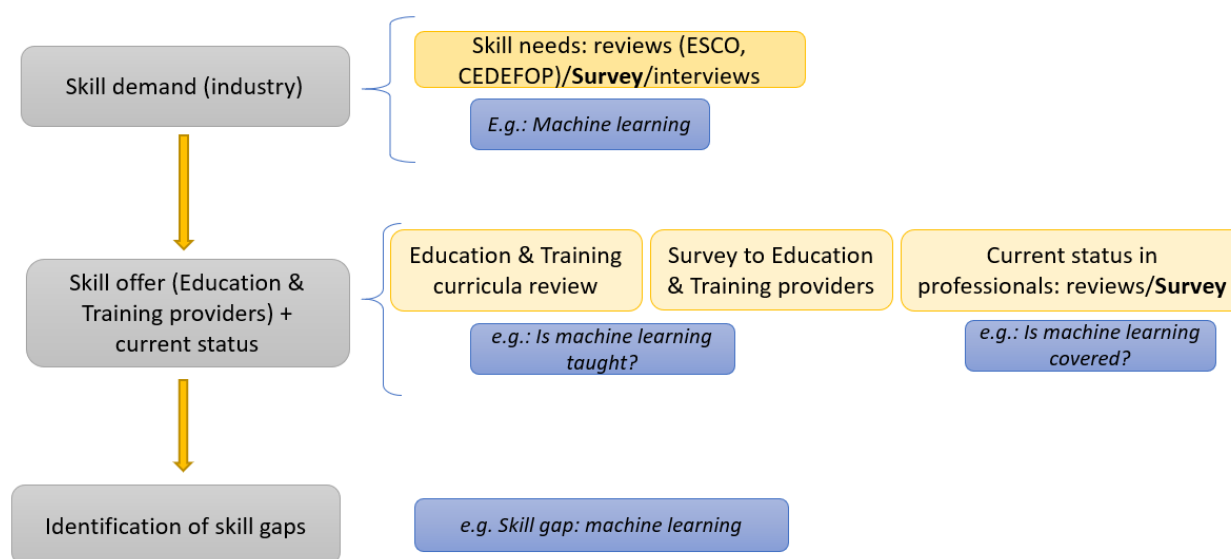 Skill demand (industry)
Skill needs: reviews (ESCO,
CEDEFOP)/Survey/interviews
E.g.: Machine learning
Skill offer (Education &
Training providers) +
current status
Education & Training
curricula review
Survey to Education
& Training providers
Current status in
professionals: reviews/Survey
e.g.: Is machine learning
taught?
e.g.: Is machine learning
covered?
Identification of skill gaps
e.g. Skill gap: machine learning